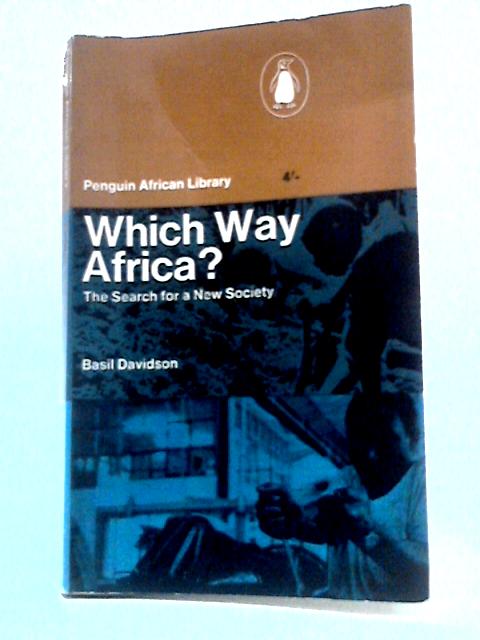 Penguin African Library 4/-
Which Way
Africa?
The Search for a New Society
Basil Davidson